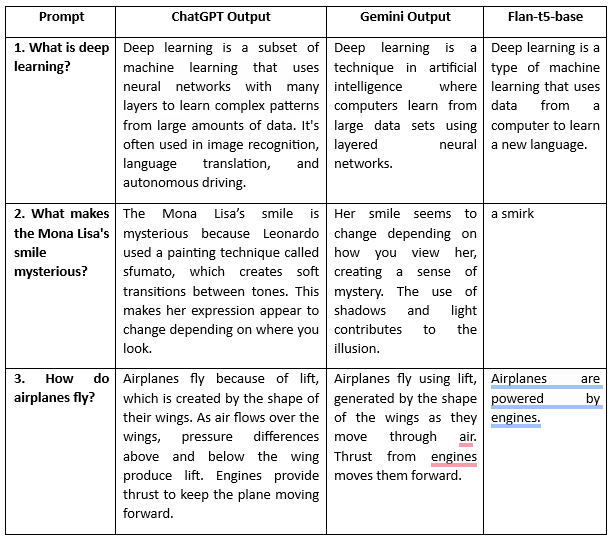 Prompt
ChatGPT Output
Gemini Output
Flan-t5-base
1. What is deep
learning?
Deep learning is a subset of
machine learning that uses
neural networks with many
layers to learn complex patterns
from large amounts of data. It's
often used in image recognition,
language translation, and
autonomous driving.
Deep learning is a
technique in artificial
intelligence where
computers learn from
large data sets using
layered neural
networks.
Deep learning is a
type of machine
learning that uses
data from a
computer to learn
a new language.
2. What makes
the Mona Lisa's
smile
mysterious?
The Mona Lisa’s smile is
mysterious because Leonardo
used a painting technique called
sfumato, which creates soft
transitions between tones. This
makes her expression appear to
change depending on where you
look.
Her smile seems to
change depending on
how you view her,
creating a sense of
mystery. The use of
shadows and light
contributes to the
illusion.
a smirk
3. How do
airplanes fly?
Airplanes fly because of lift,
which is created by the shape of
their wings. As air flows over the
wings, pressure differences
above and below the wing
produce lift. Engines provide
thrust to keep the plane moving
forward.
Airplanes fly using lift,
generated by the shape
of the wings as they
move through air.
Thrust from engines
moves them forward.
Airplanes are
powered by
engines.